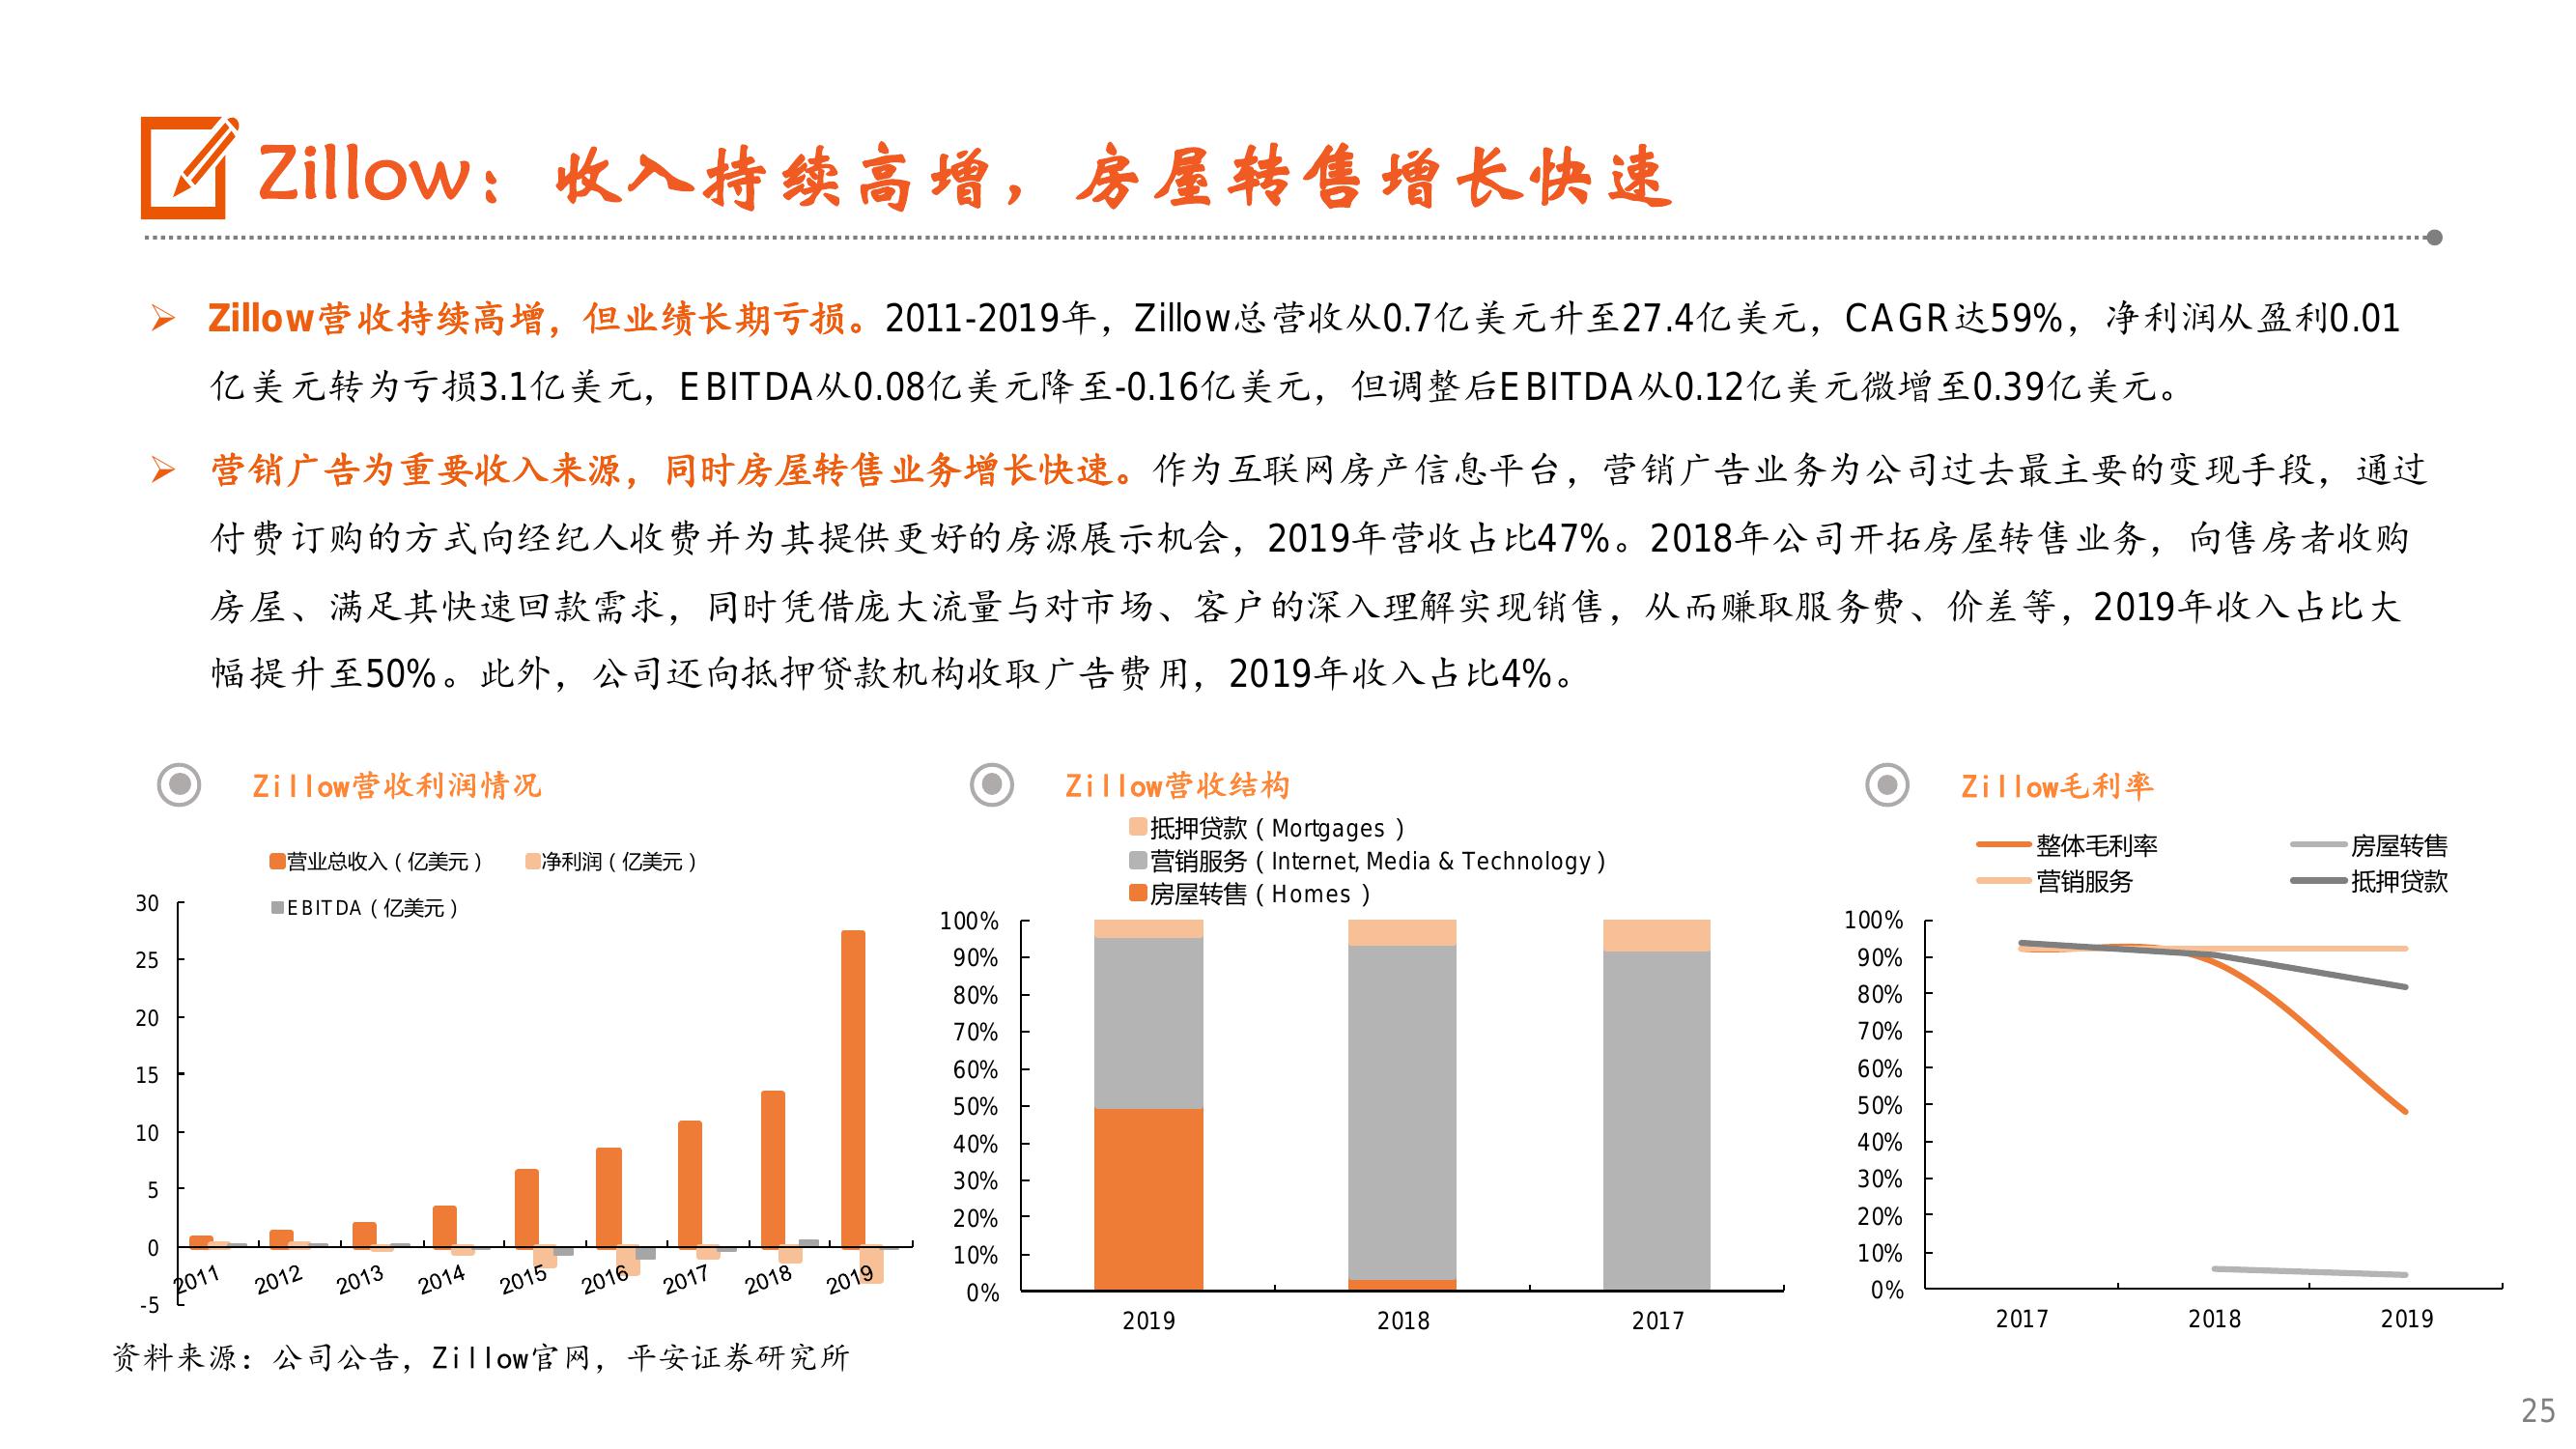 Zillow：收入持续高增，房屋转售增长快速
Zillow营收持续高增，但业绩长期亏损。2011-2019年，Zillow总营收从0.7亿美元升至27.4亿美元，CAGR达59%，净利润从盈利0.01
亿美元转为亏损3.1亿美元，EBITDA从0.08亿美元降至-0.16亿美元，但调整后EBITDA从0.12亿美元微增至0.39亿美元。
营销广告为重要收入来源，同时房屋转售业务增长快速。作为互联网房产信息平台，营销广告业务为公司过去最主要的变现手段，通过
付费订购的方式向经纪人收费并为其提供更好的房源展示机会，2019年营收占比47%。2018年公司开拓房屋转售业务，向售房者收购
房屋、满足其快速回款需求，同时凭借庞大流量与对市场、客户的深入理解实现销售，从而赚取服务费、价差等，2019年收入占比大
幅提升至50%。此外，公司还向抵押贷款机构收取广告费用，2019年收入占比4%。
Zillow营收利润情况
营业总收入（亿美元） 净利润（亿美元）
EBITDA（亿美元）
30
25
20
15
10
5
0
-5
2011 2012 2013 2014 2015 2016 2017 2018 2019
Zillow营收结构
抵押贷款（Mortgages）
营销服务（Internet, Media & Technology）
房屋转售（Homes）
100%
90%
80%
70%
60%
50%
40%
30%
20%
10%
0%
2019 2018 2017
Zillow毛利率
整体毛利率 房屋转售
营销服务 抵押贷款
100%
90%
80%
70%
60%
50%
40%
30%
20%
10%
0%
2017 2018 2019
资料来源：公司公告，Zillow官网，平安证券研究所
25